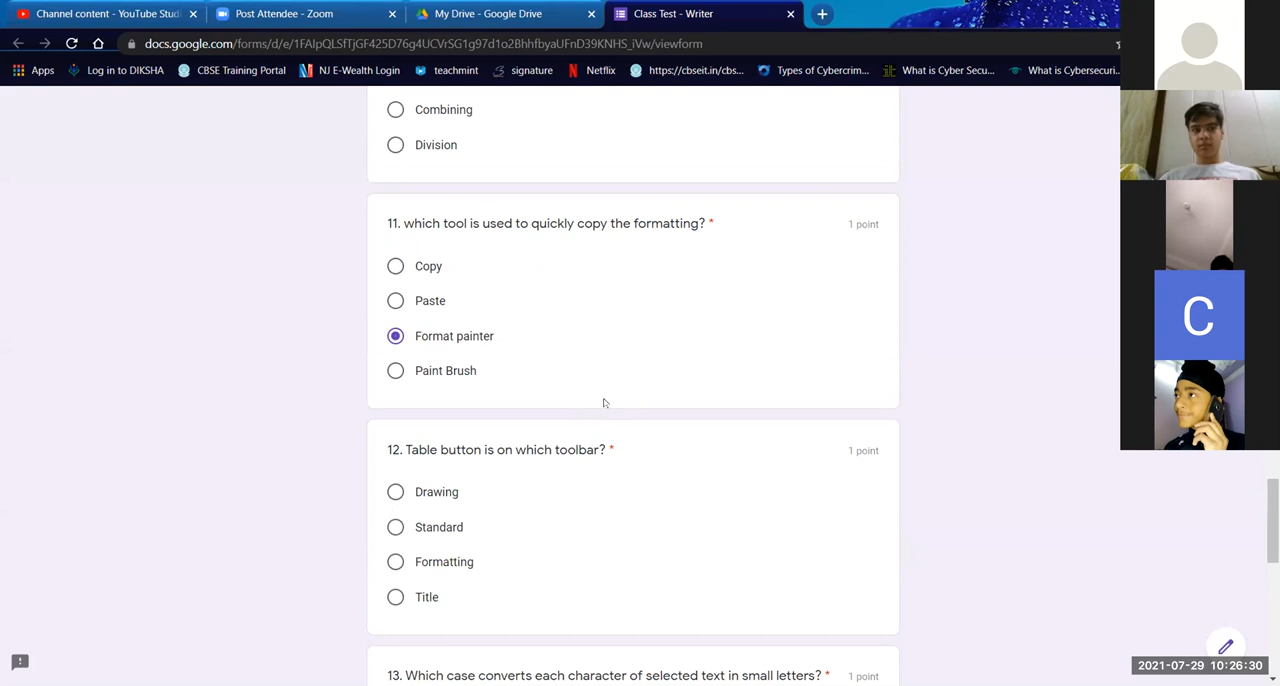 Channel content - YouTube Studi
Post Attendee - Zoom
My Drive - Google Drive
Class Test - Writer
docs.google.com/forms/d/e/1FAIpQLSfTjGF425D76g4UCVrSG1g97d1o2BhhfbyaUFnD39KNHS_iVw/viewform
Apps Log in to DIKSHA CBSE Training Portal NJ E-Wealth Login teachmint signature Netflix https://cbseit.in/cbs... Types of Cybercrim... What is Cyber Secu... What is Cybersecuri...
Combining
Division
11. which tool is used to quickly copy the formatting? *
1 point
Copy
Paste
Format painter
Paint Brush
12. Table button is on which toolbar? *
1 point
Drawing
Standard
Formatting
Title
13. Which case converts each character of selected text in small letters? *
1 point
C
2021-07-29 10:26:30